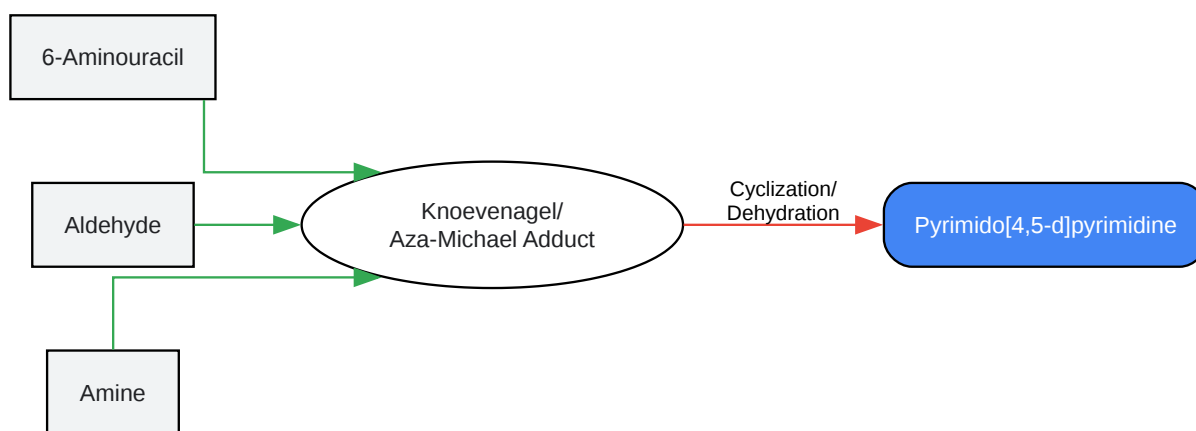 6-Aminouracil
Aldehyde
Amine
Knoevenagel/
Aza-Michael Adduct
Cyclization/
Dehydration
Pyrimido[4,5-d]pyrimidine